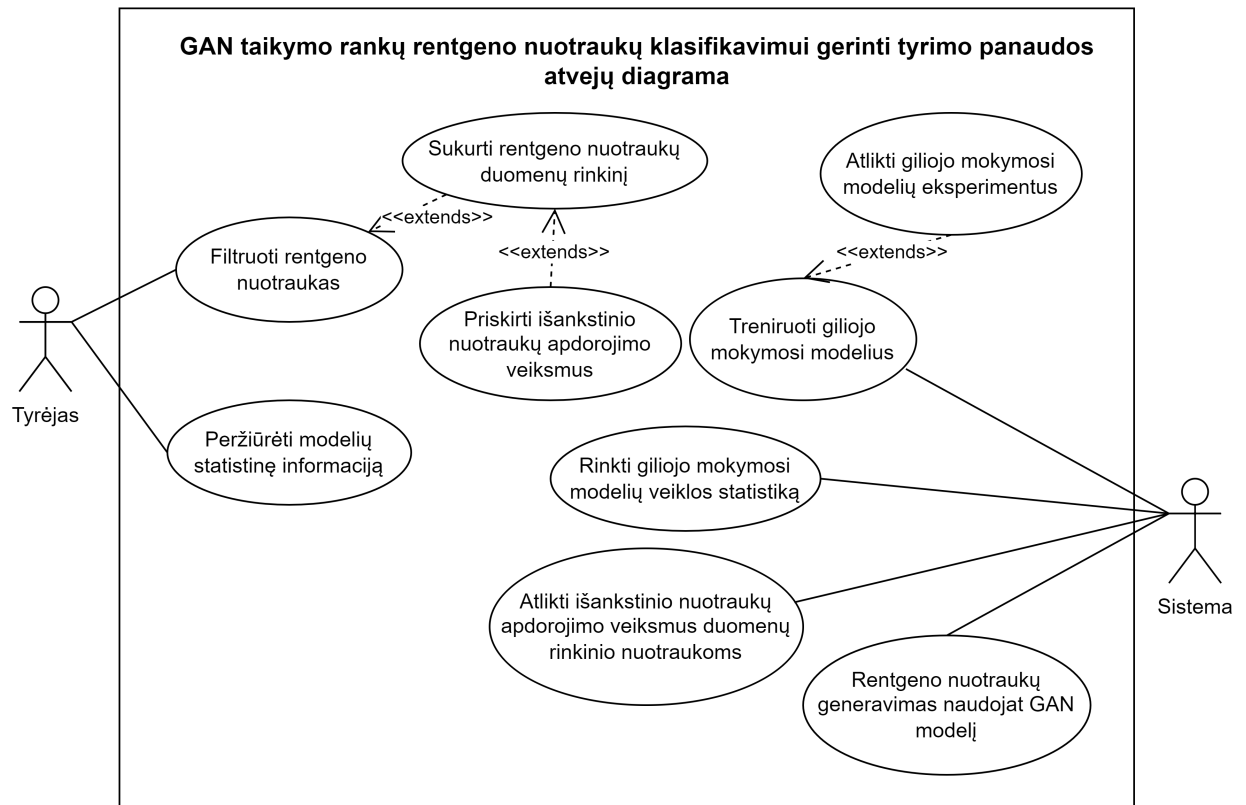 GAN taikymo rankų rentgeno nuotraukų klasifikavimui gerinti tyrimo panaudos
atvejų diagrama
Sukurti rentgeno nuotraukų
duomenų rinkinį
Atlikti giliojo mokymosi
modelių eksperimentus
<<extends>>
Filtruoti rentgeno
nuotraukas
<<extends>>
<<extends>>
Priskirti išankstinio
nuotraukų apdorojimo
veiksmus
Treniruoti giliojo
mokymosi modelius
Tyrėjas
Peržiūrėti modelių
statistinę informaciją
Rinkti giliojo mokymosi
modelių veiklos statistiką
Sistema
Atlikti išankstinio nuotraukų
apdorojimo veiksmus duomenų
rinkinio nuotraukoms
Rentgeno nuotraukų
generavimas naudojat GAN
modelį